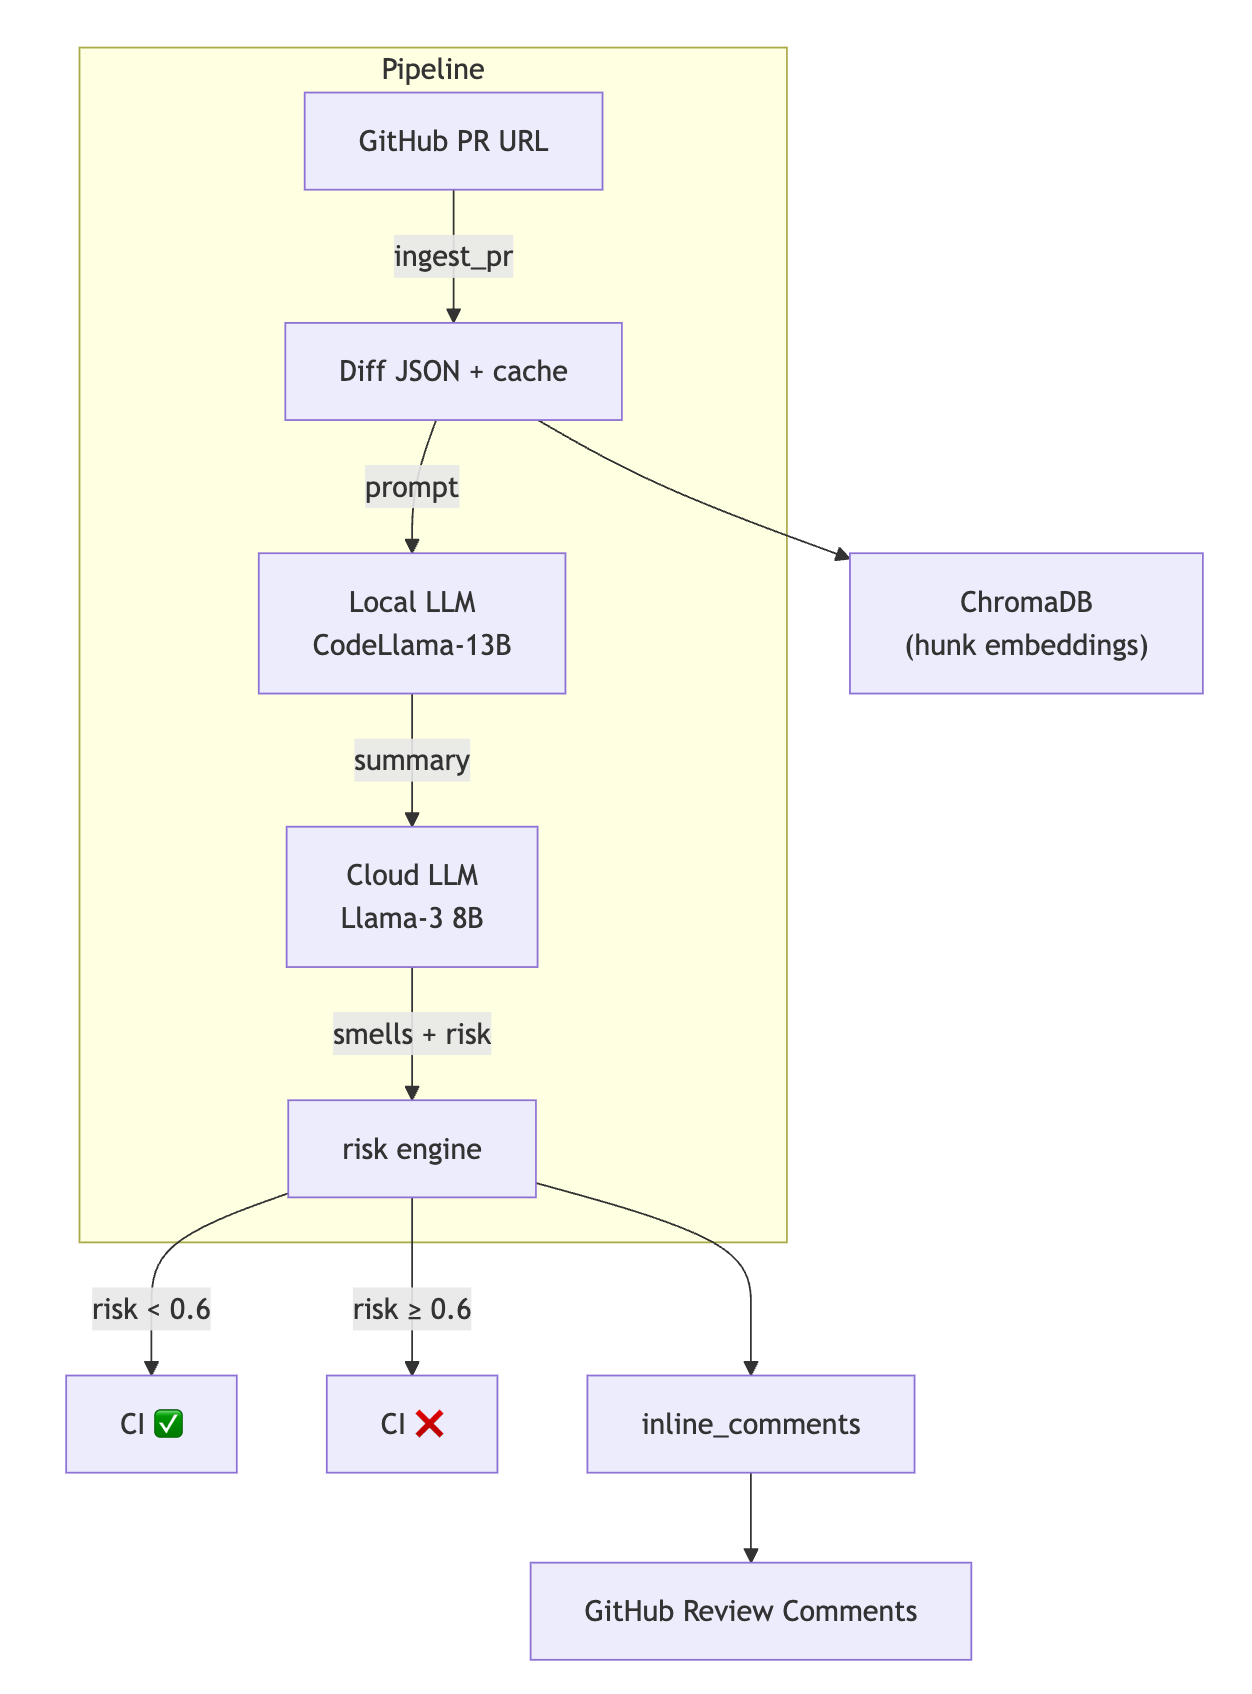 Pipeline
GitHub PR URL
ingest_pr
Diff JSON + cache
prompt
Local LLM
CodeLlama-13B
ChromaDB
(hunk embeddings)
summary
Cloud LLM
Llama-3 8B
smells + risk
risk engine
risk < 0.6
risk ≥ 0.6
CI ✅
CI ❌
inline_comments
GitHub Review Comments